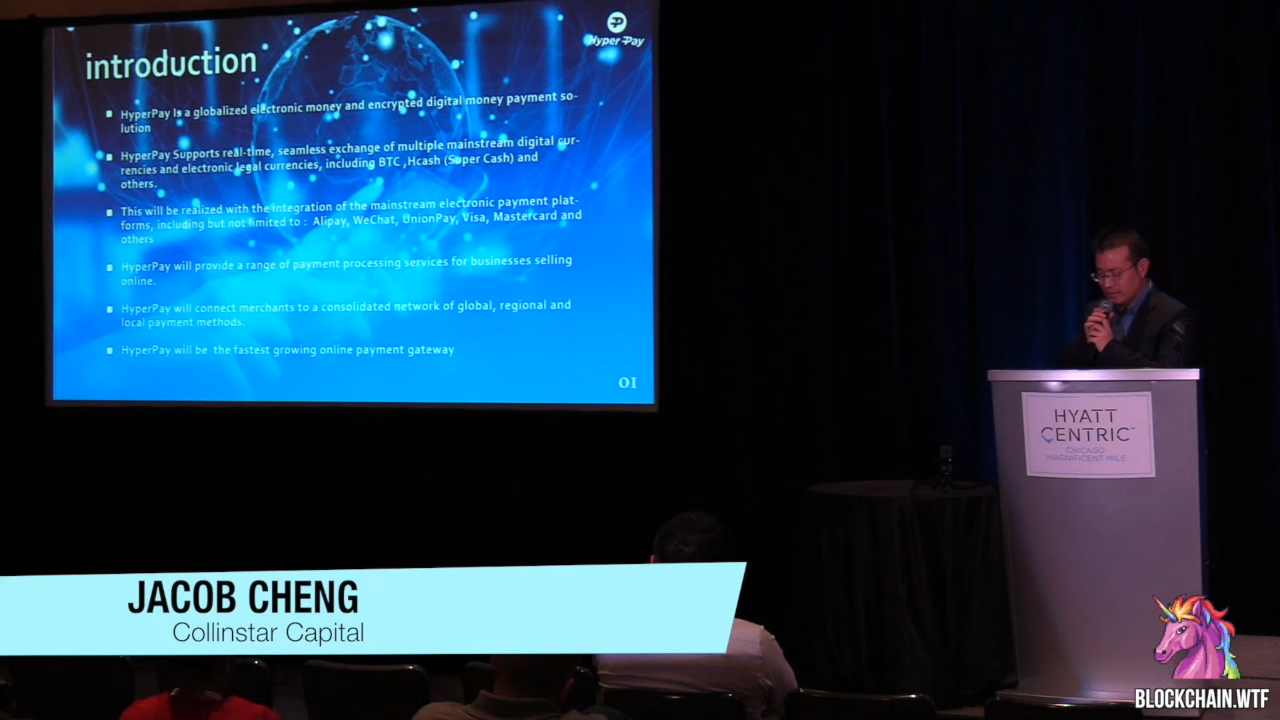 introduction
Hyper Pay
HyperPay Is a globalized electronic money and encrypted digital money payment so-
lution
HyperPay Supports real-time, seamless exchange of multiple mainstream digital cur-
rencies and electronic legal currencies, including BTC ,Hcash (Super Cash) and
others.
This will be realized with the integration of the mainstream electronic payment plat-
forms, including but not limited to : Alipay, WeChat, UnionPay, Visa, Mastercard and
others
HyperPay will provide a range of payment processing services for businesses selling
online.
HyperPay will connect merchants to a consolidated network of global, regional and
local payment methods.
HyperPay will be the fastest growing online payment gateway
01
HYATT
CENTRIC™
CHICAGO
MAGNIFICENT MILE
JACOB CHENG
Collinstar Capital
BLOCKCHAIN.WTF